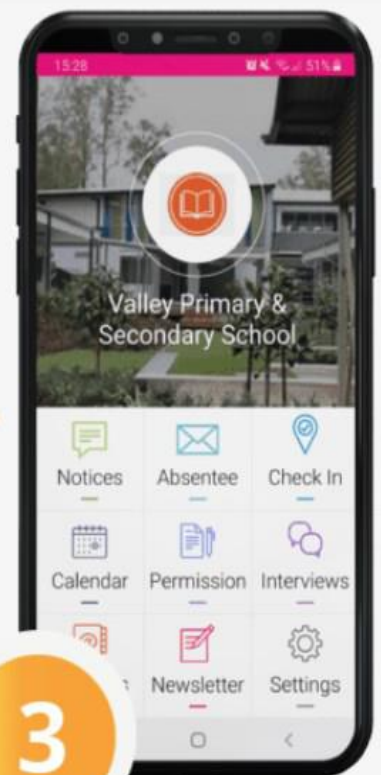 15:28
51%
Valley Primary &
Secondary School
Notices Absentee Check In
Calendar Permission Interviews
Newsletter Settings
3